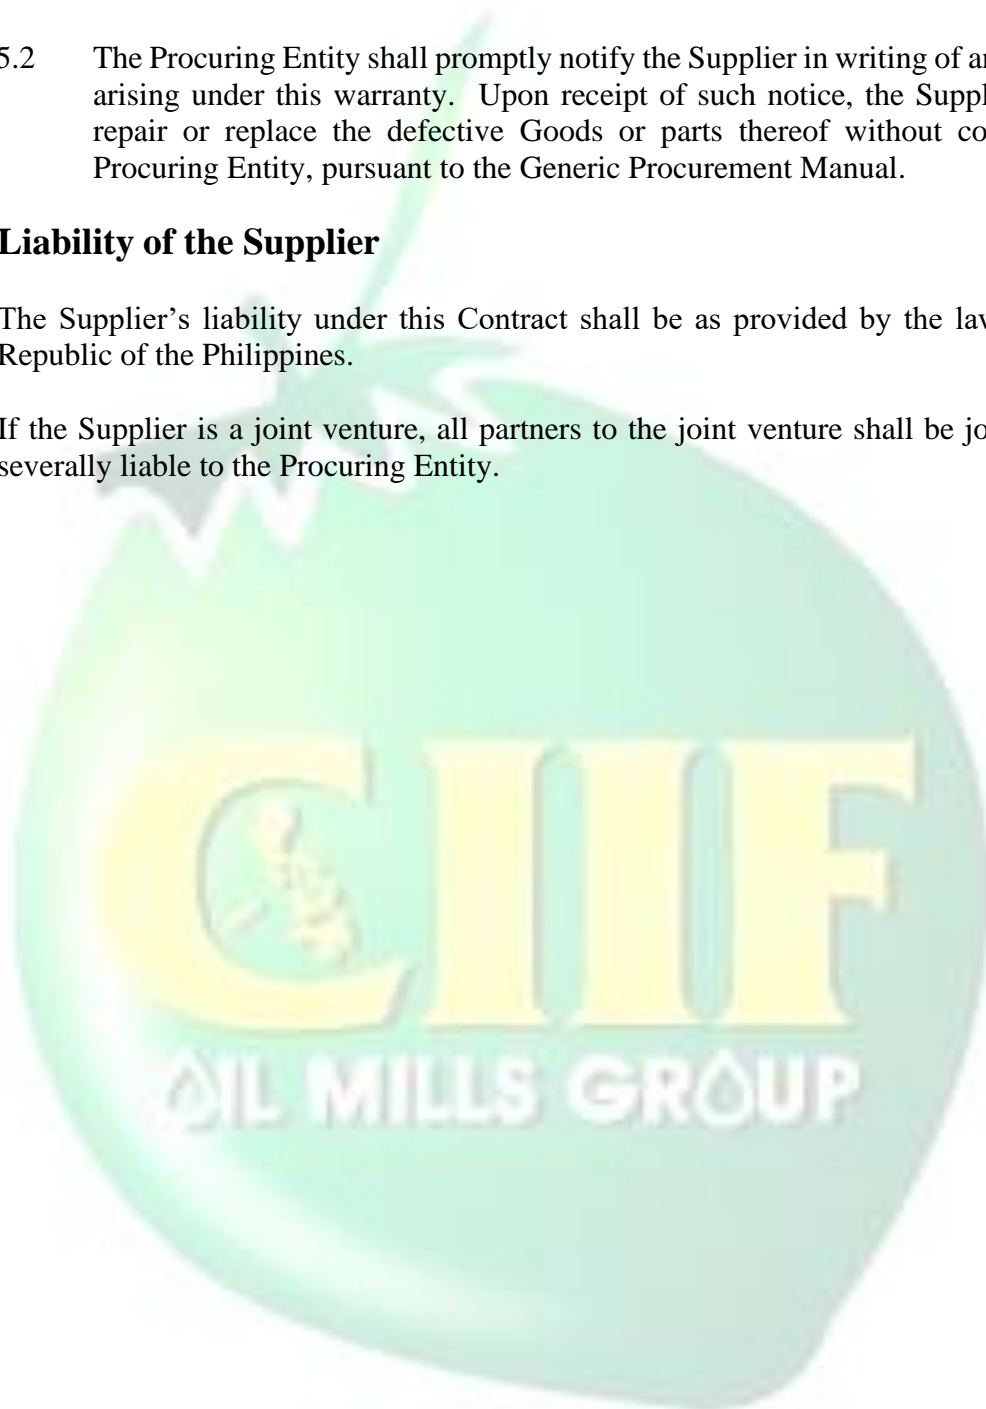 5.2 The Procuring Entity shall promptly notify the Supplier in writing of
arising under this warranty. Upon receipt of such notice, the
repair or replace the defective Goods or parts thereof without
Procuring Entity, pursuant to the Generic Procurement Manual.
Liability of the Supplier
The Supplier’s liability under this Contract shall be as provided by the
Republic of the Philippines.
If the Supplier is a joint venture, all partners to the joint venture shall be
severally liable to the Procuring Entity.
CIIF
OIL MILLS GROUP